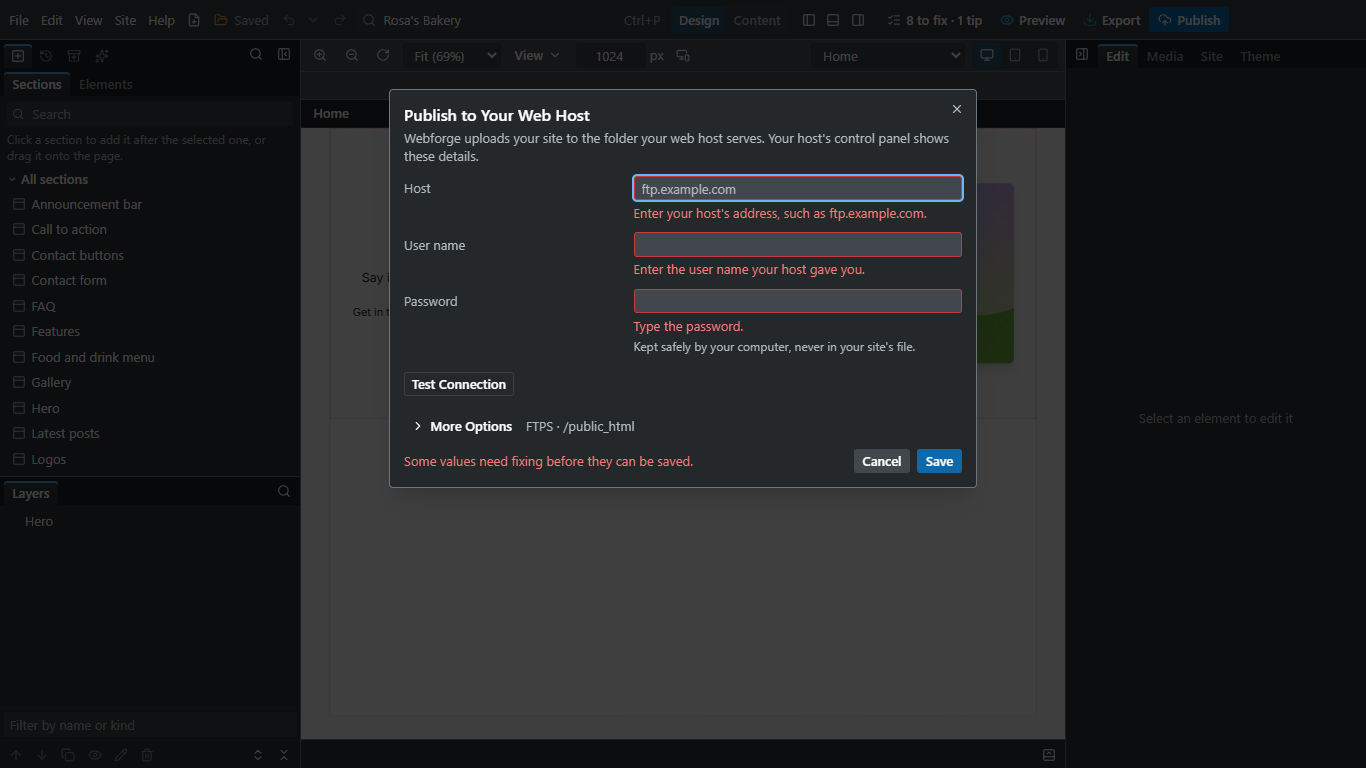 File Edit View Site Help Saved Rosa's Bakery Ctrl+P Design Content 8 to fix · 1 tip Preview Export Publish
Fit (69%) View 1024 px Home Edit Media Site Theme
Sections Elements
Search
Click a section to add it after the selected one, or
drag it onto the page.
All sections
Announcement bar
Call to action
Contact buttons
Contact form
FAQ
Features
Food and drink menu
Gallery
Hero
Latest posts
Logos
Layers
Hero
Filter by name or kind
Home
Say
Get in
Publish to Your Web Host
Webforge uploads your site to the folder your web host serves. Your host's control panel shows
these details.
Host ftp.example.com
Enter your host's address, such as ftp.example.com.
User name
Enter the user name your host gave you.
Password
Type the password.
Kept safely by your computer, never in your site's file.
Test Connection
More Options FTPS · /public_html
Some values need fixing before they can be saved. Cancel Save
Select an element to edit it